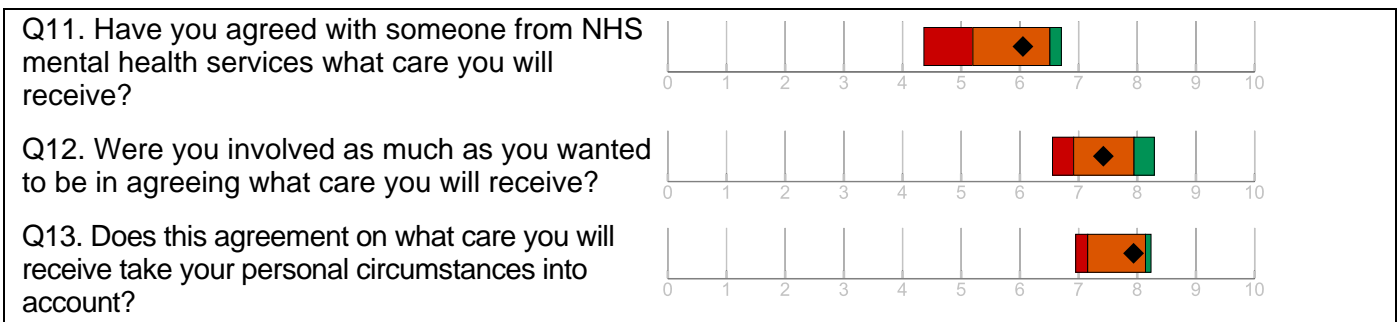 Q11. Have you agreed with someone from NHS
mental health services what care you will
receive?
0 1 2 3 4 5 6 7 8 9 10
Q12. Were you involved as much as you wanted
to be in agreeing what care you will receive?
0 1 2 3 4 5 6 7 8 9 10
Q13. Does this agreement on what care you will
receive take your personal circumstances into
account?
0 1 2 3 4 5 6 7 8 9 10